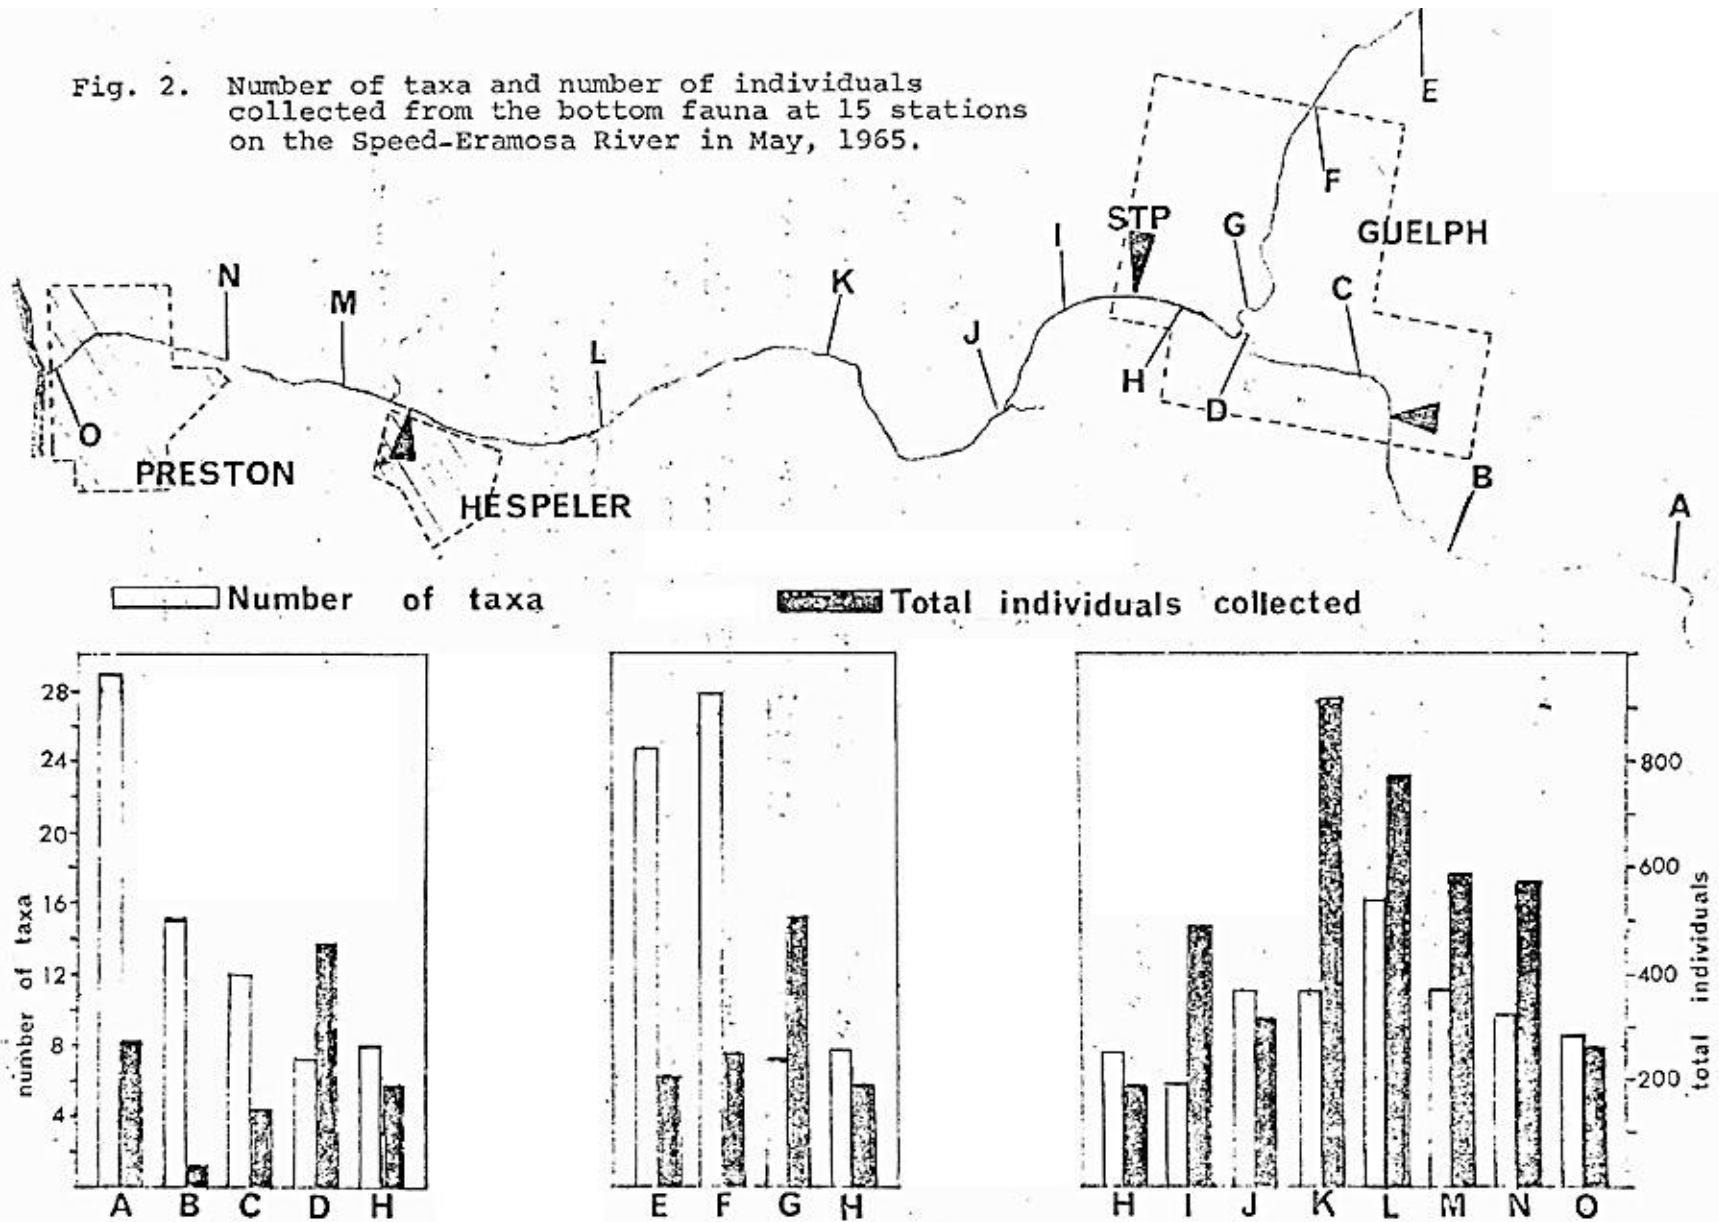 Fig. 2. Number of taxa and number of individuals
collected from the bottom fauna at 15 stations
on the Speed-Eramosa River in May, 1965.
E
F
STP
G
GUELPH
I
N
K
C
M
J
L
H
D
O
PRESTON
B
HESPELER
A
Number of taxa
Total individuals collected
28
24
20
16
12
8
4
number of taxa
800
600
400
200
total individuals
A B C D H
E F G H
H I J K L M N O